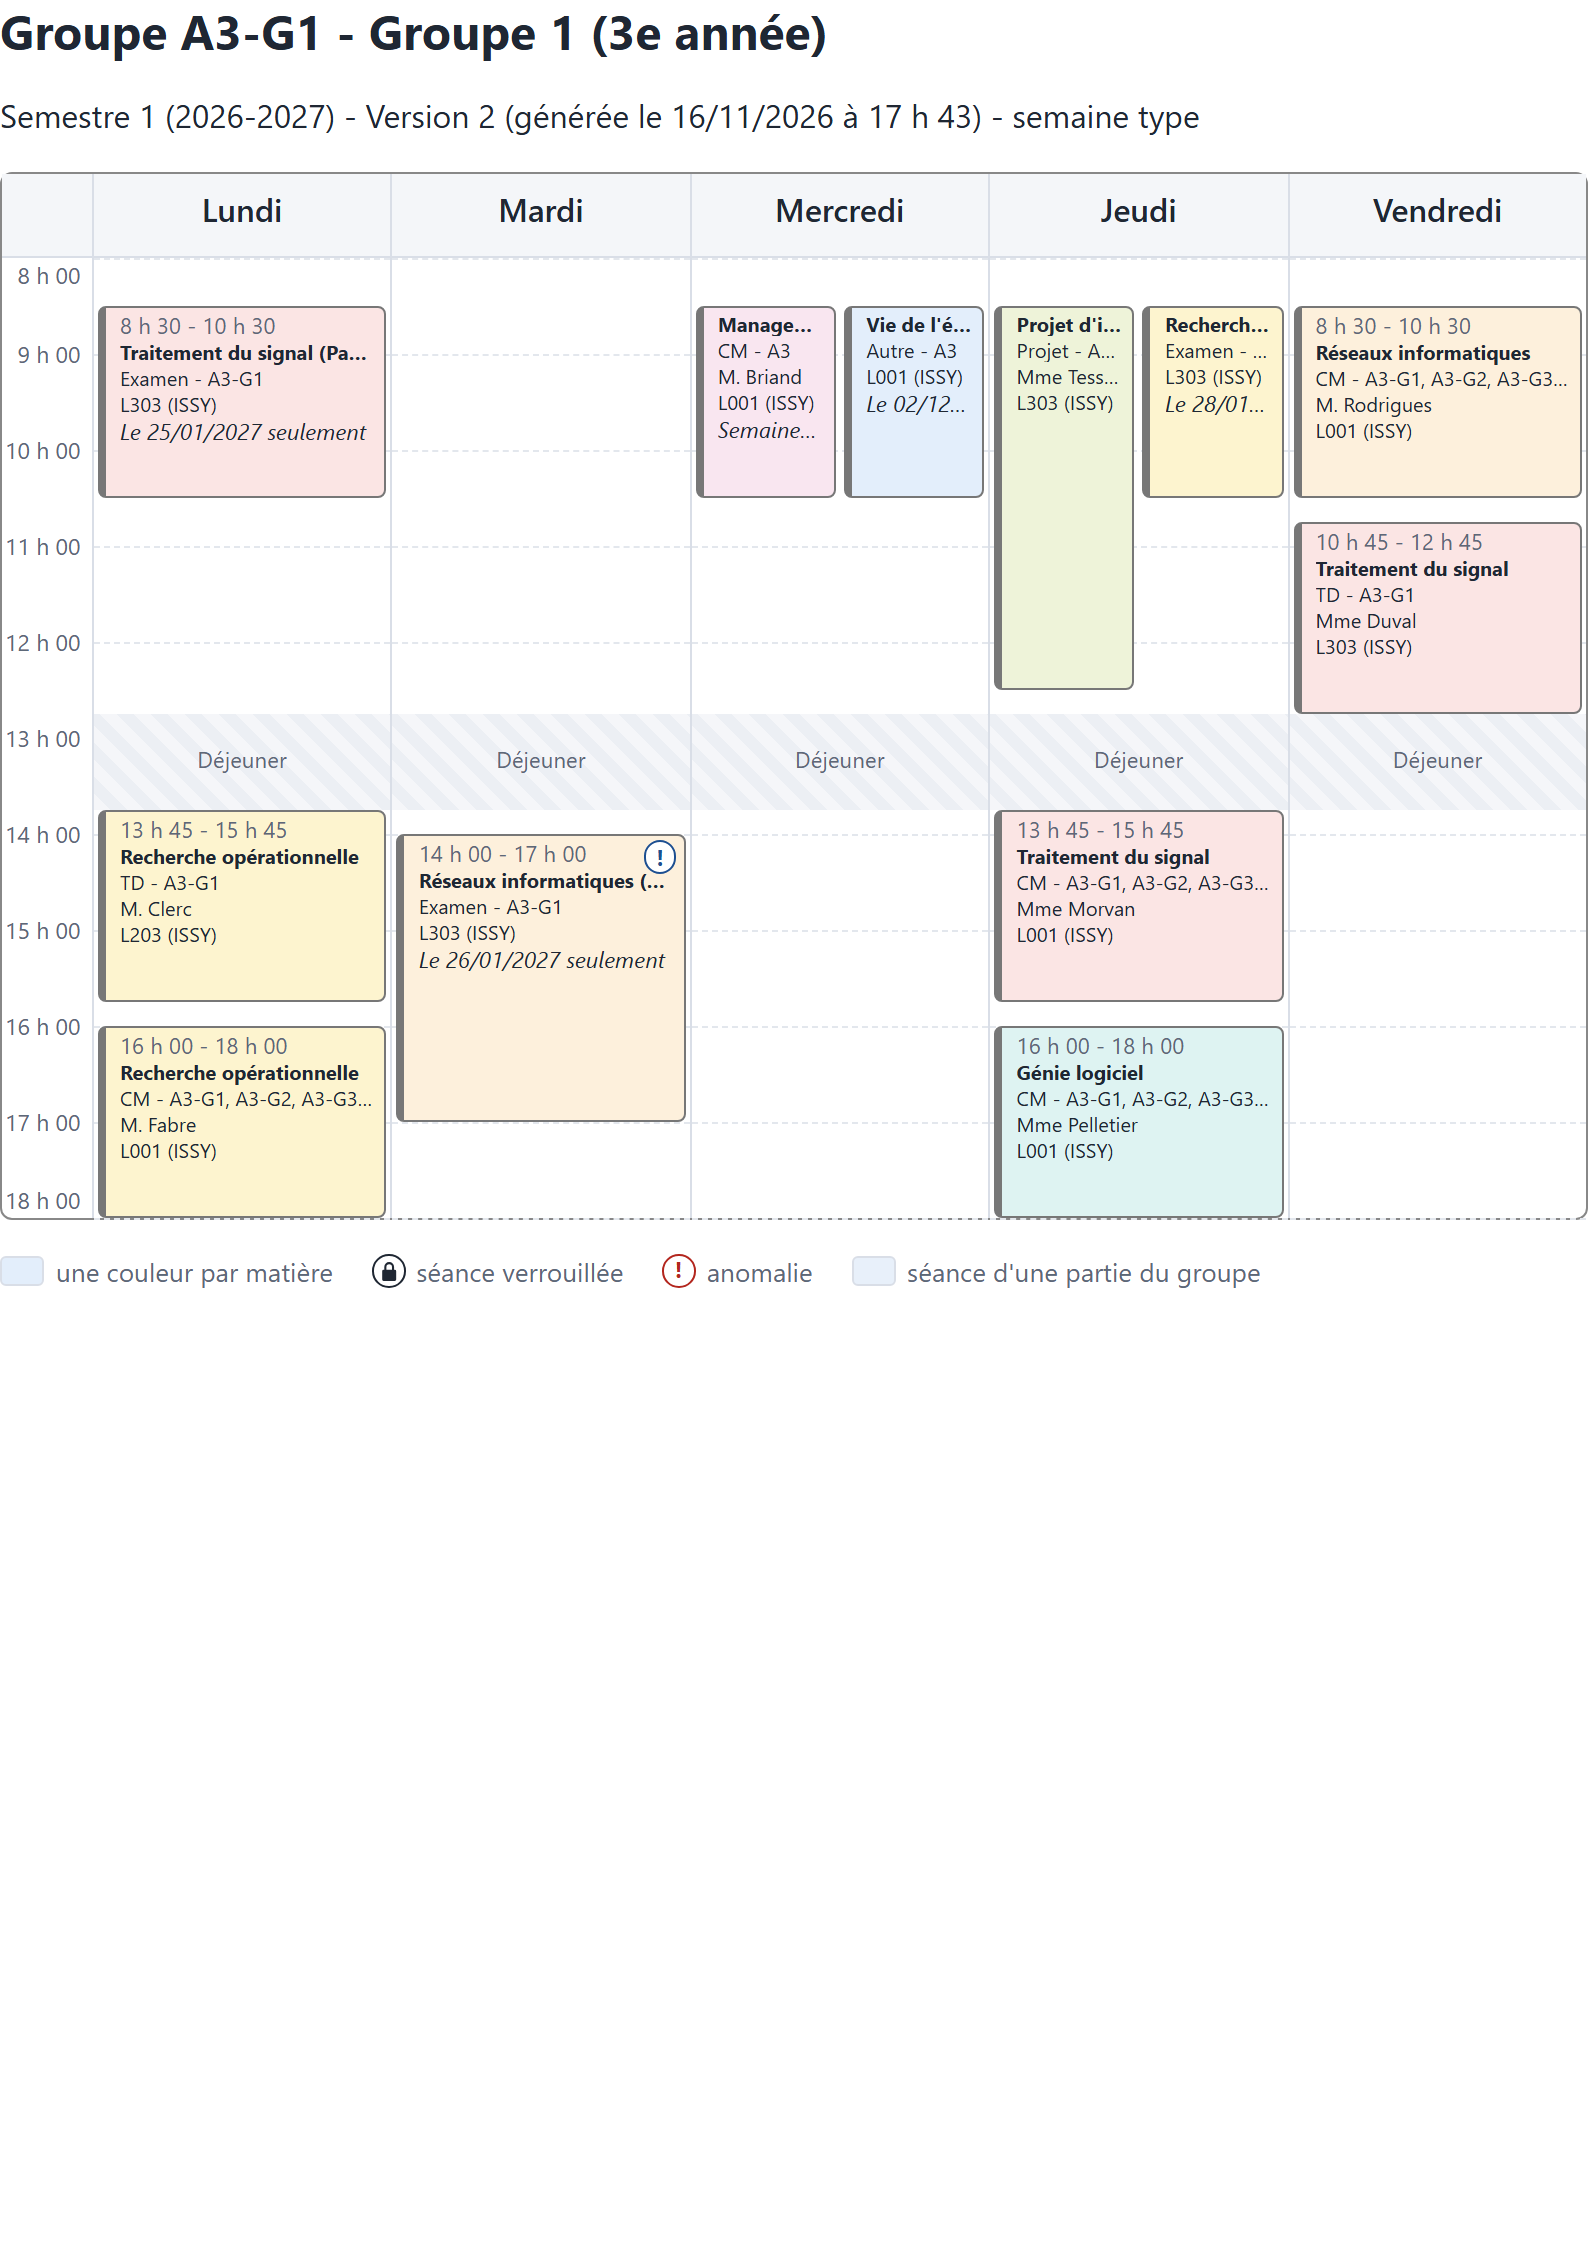 Groupe A3-G1 - Groupe 1 (3e année)
Semestre 1 (2026-2027) - Version 2 (générée le 16/11/2026 à 17 h 43) - semaine type
Lundi
Mardi
Mercredi
Jeudi
Vendredi
8 h 00
9 h 00
10 h 00
11 h 00
12 h 00
13 h 00
14 h 00
15 h 00
16 h 00
17 h 00
18 h 00
8 h 30 - 10 h 30
Traitement du signal (Pa...
Examen - A3-G1
L303 (ISSY)
Le 25/01/2027 seulement
Déjeuner
13 h 45 - 15 h 45
Recherche opérationnelle
TD - A3-G1
M. Clerc
L203 (ISSY)
16 h 00 - 18 h 00
Recherche opérationnelle
CM - A3-G1, A3-G2, A3-G3...
M. Fabre
L001 (ISSY)
Déjeuner
14 h 00 - 17 h 00
!
Réseaux informatiques (...
Examen - A3-G1
L303 (ISSY)
Le 26/01/2027 seulement
Manage...
CM - A3
M. Briand
L001 (ISSY)
Semaine...
Vie de l'é...
Autre - A3
L001 (ISSY)
Le 02/12...
Déjeuner
Projet d'i...
Projet - A...
Mme Tess...
L303 (ISSY)
Recherch...
Examen - ...
L303 (ISSY)
Le 28/01...
Déjeuner
13 h 45 - 15 h 45
Traitement du signal
CM - A3-G1, A3-G2, A3-G3...
Mme Morvan
L001 (ISSY)
16 h 00 - 18 h 00
Génie logiciel
CM - A3-G1, A3-G2, A3-G3...
Mme Pelletier
L001 (ISSY)
8 h 30 - 10 h 30
Réseaux informatiques
CM - A3-G1, A3-G2, A3-G3...
M. Rodrigues
L001 (ISSY)
10 h 45 - 12 h 45
Traitement du signal
TD - A3-G1
Mme Duval
L303 (ISSY)
Déjeuner
une couleur par matière
séance verrouillée
! anomalie
séance d'une partie du groupe